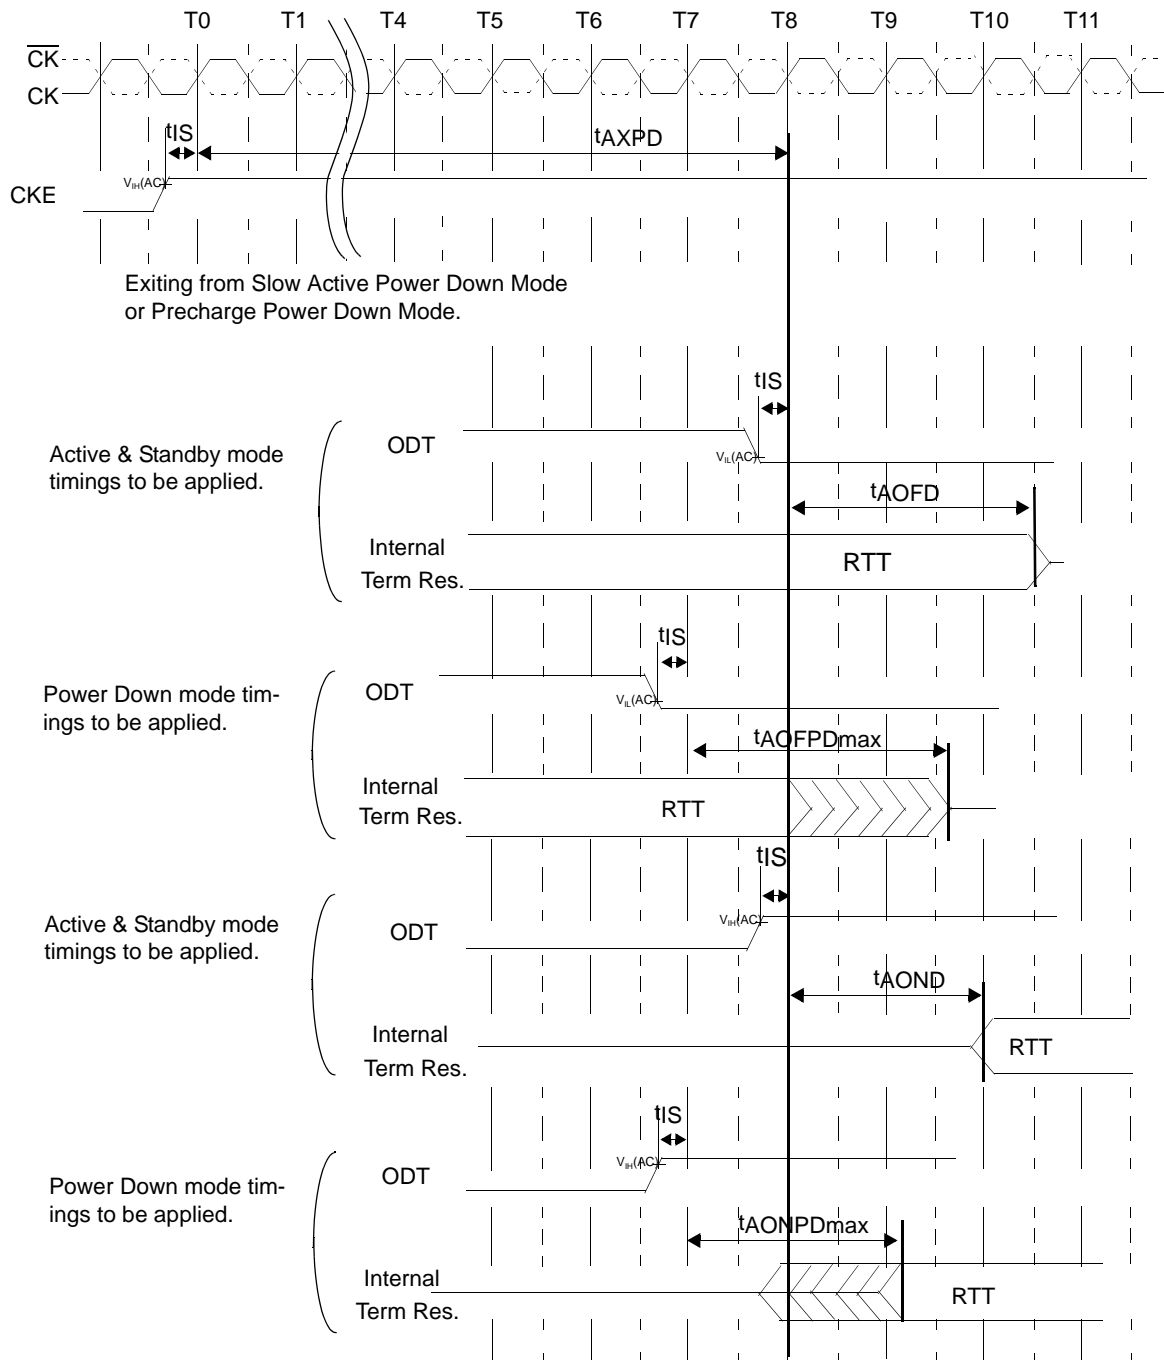 T0 T1 T4 T5 T6 T7 T8 T9 T10 T11
CK
CK
tIS
tAXPD
VIH(AC)
CKE
Exiting from Slow Active Power Down Mode
or Precharge Power Down Mode.
tIS
Active & Standby mode
timings to be applied.
ODT
VIL(AC)
tAOFD
Internal
Term Res.
RTT
tIS
Power Down mode tim-
ings to be applied.
ODT
VIL(AC)
tAOFPDmax
Internal
Term Res.
RTT
tIS
Active & Standby mode
timings to be applied.
ODT
VIH(AC)
tAOND
Internal
Term Res.
RTT
tIS
Power Down mode tim-
ings to be applied.
ODT
VIH(AC)
tAONPDmax
Internal
Term Res.
RTT